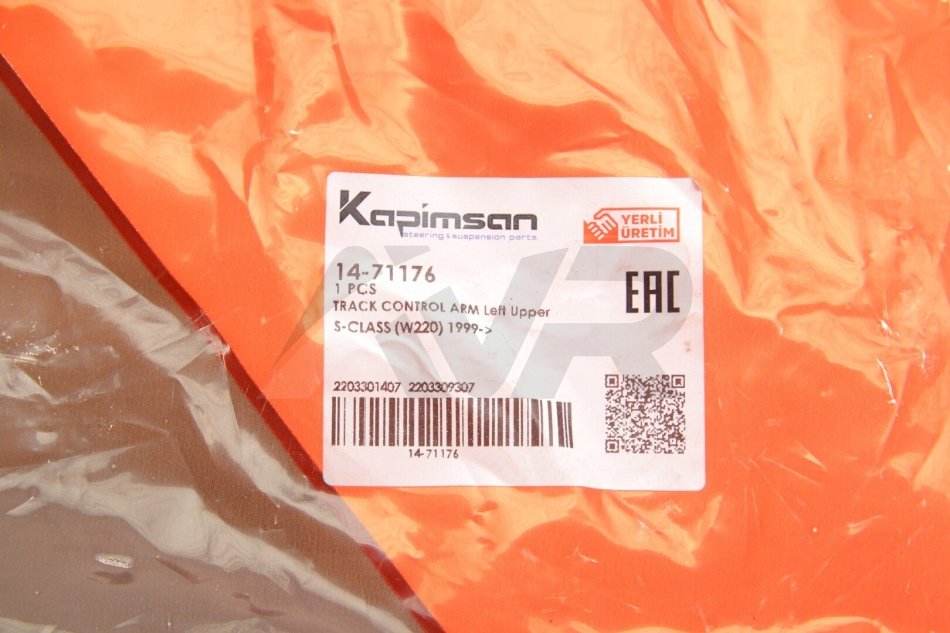 Kapimsan
steering & suspension parts
YERLİ
ÜRETİM
14-71176
1 PCS
TRACK CONTROL ARM Left Upper
S-CLASS (W220) 1999->
EAC
2203301407 2203309307
14-71176
AVR